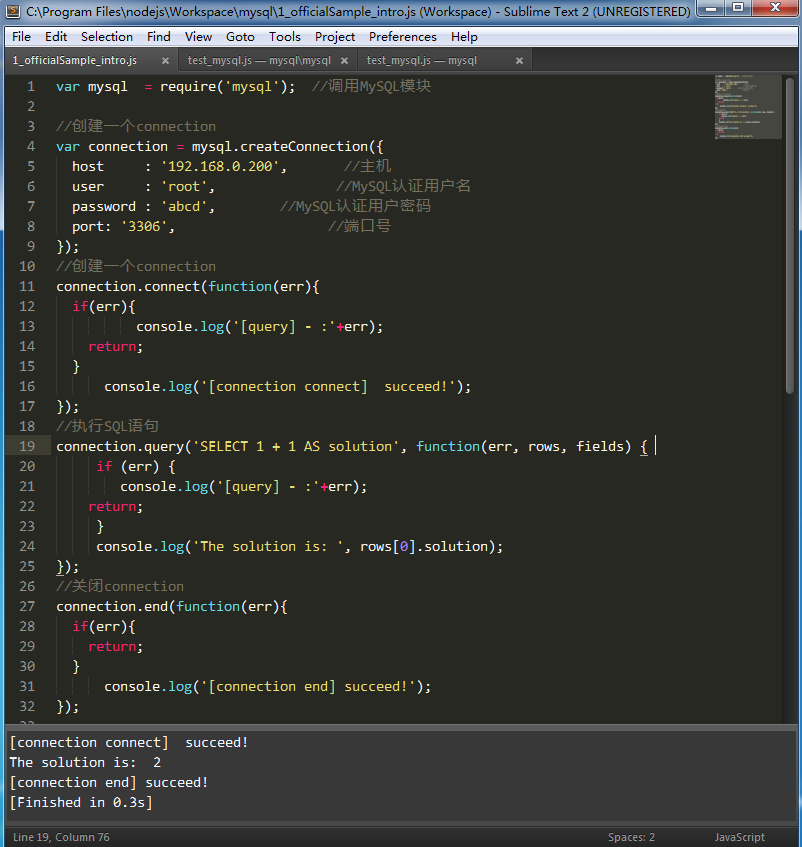 C:\Program Files\nodejs\Workspace\mysql\1_officialSample_intro.js (Workspace) - Sublime Text 2 (UNREGISTERED)
File Edit Selection Find View Goto Tools Project Preferences Help
1_officialSample_intro.js × test_mysql.js — mysql\mysql × test_mysql.js — mysql ×
1 var mysql  = require('mysql');  //调用MySQL模块
2
3 //创建一个connection
4 var connection = mysql.createConnection({
5   host     : '192.168.0.200',       //主机
6   user     : 'root',               //MySQL认证用户名
7   password : 'abcd',        //MySQL认证用户密码
8   port: '3306',                   //端口号
9 });
10 //创建一个connection
11 connection.connect(function(err){
12   if(err){
13           console.log('[query] - :'+err);
14     return;
15   }
16       console.log('[connection connect]  succeed!');
17 });
18 //执行SQL语句
19 connection.query('SELECT 1 + 1 AS solution', function(err, rows, fields) {
20      if (err) {
21         console.log('[query] - :'+err);
22     return;
23      }
24      console.log('The solution is: ', rows[0].solution);
25 });
26 //关闭connection
27 connection.end(function(err){
28   if(err){
29     return;
30   }
31       console.log('[connection end] succeed!');
32 });
[connection connect]  succeed!
The solution is:  2
[connection end] succeed!
[Finished in 0.3s]
Line 19, Column 76 Spaces: 2 JavaScript